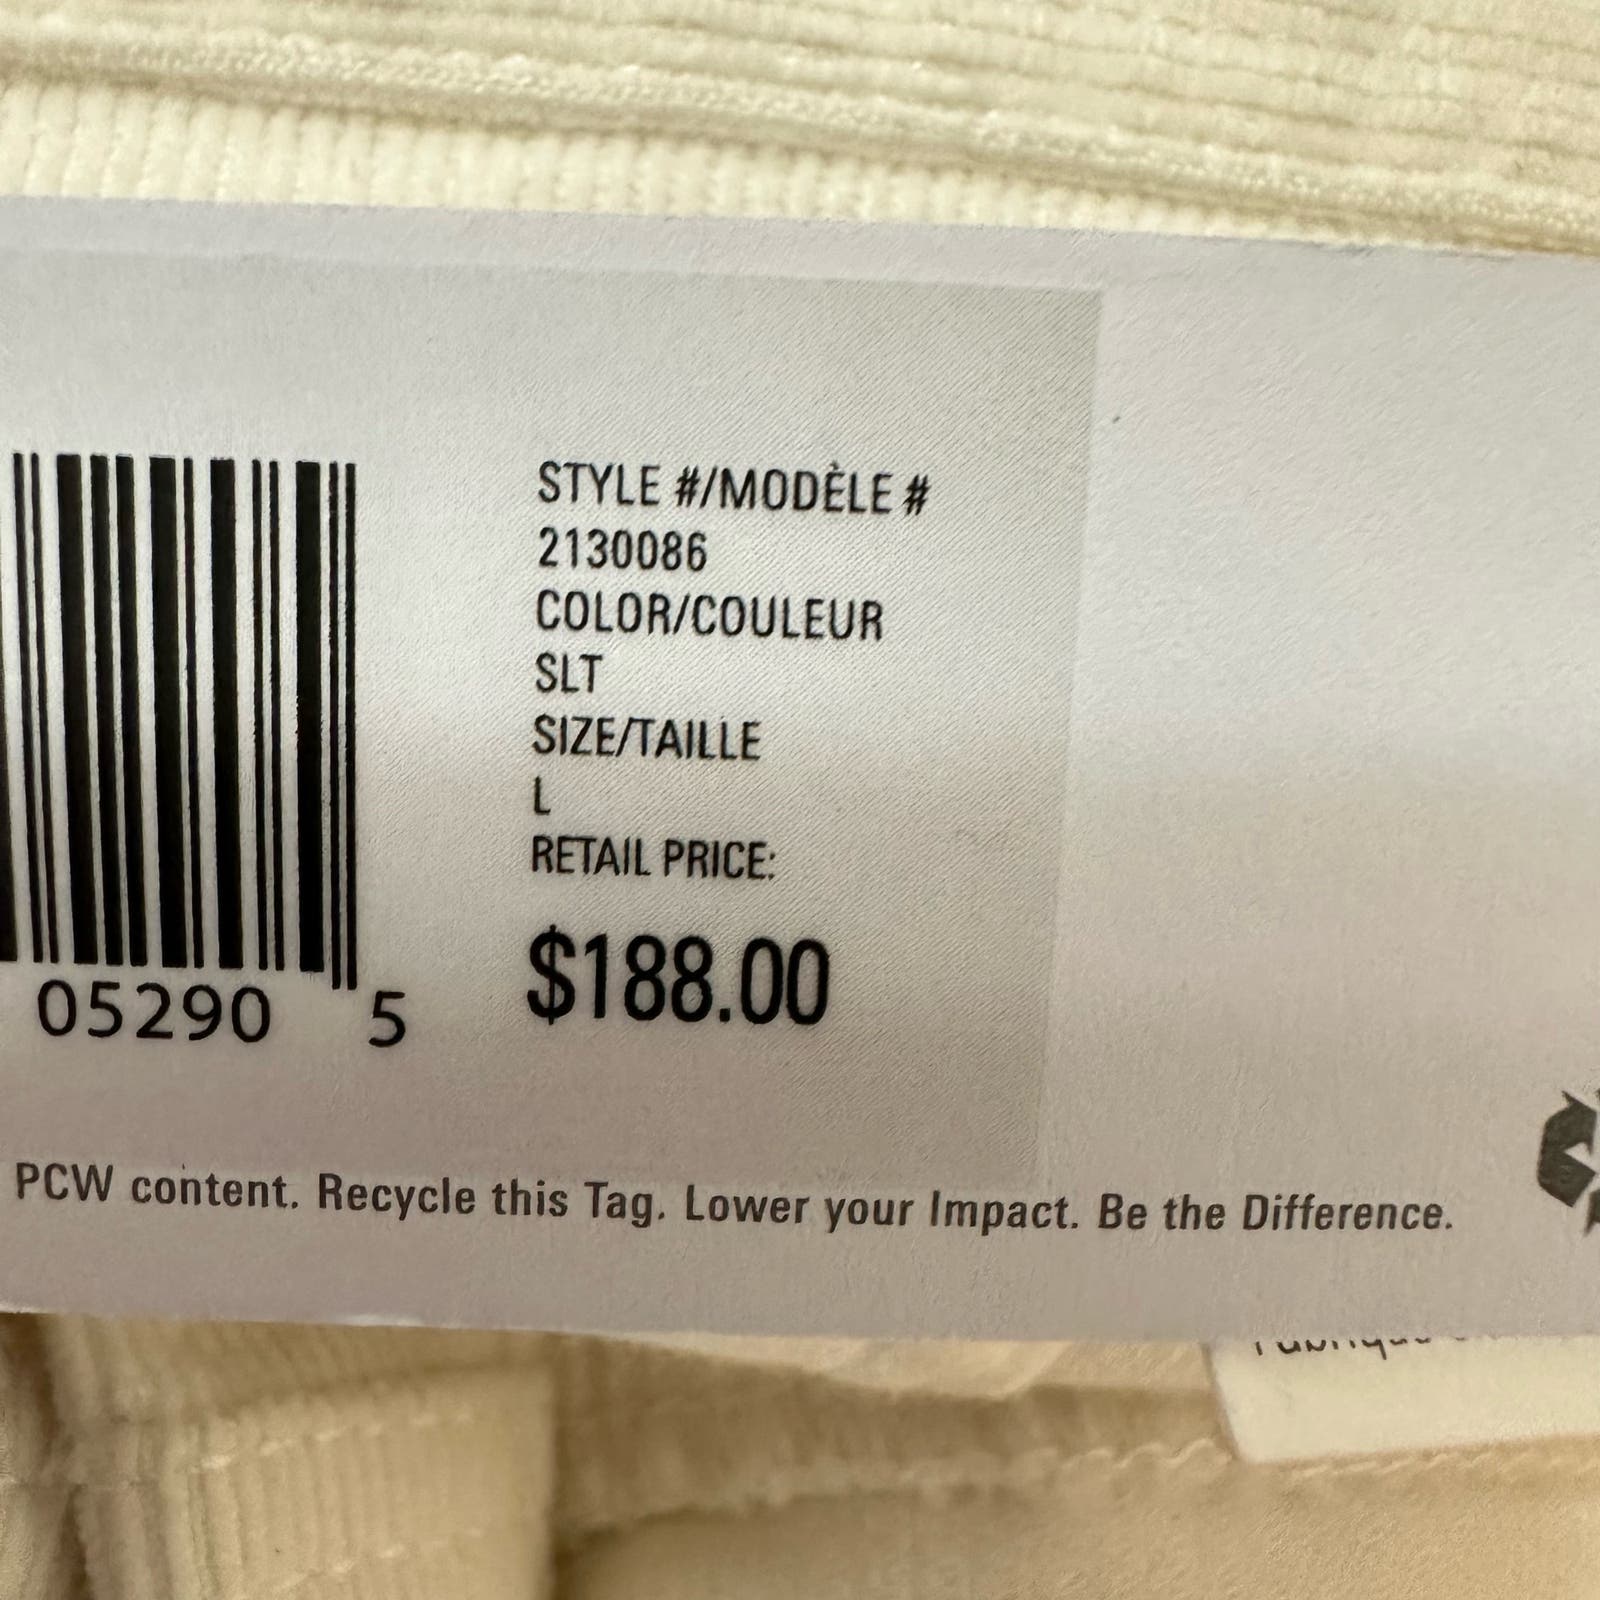 STYLE #/MODÈLE #
2130086
COLOR/COULEUR
SLT
SIZE/TAILLE
L
RETAIL PRICE:
$188.00
05290 5
PCW content. Recycle this Tag. Lower your Impact. Be the Difference.